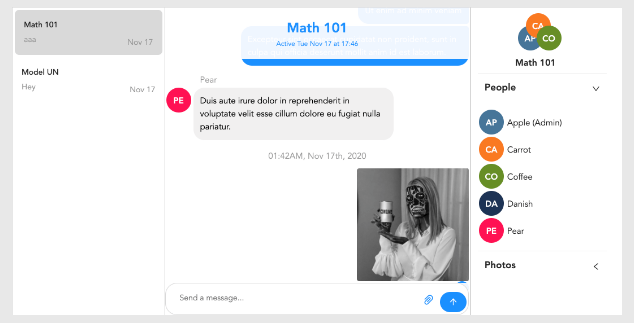 Math 101
aaa
Nov 17
Model UN
Hey
Nov 17
Math 101
Active Tue Nov 17 at 17:46
Pear
PE
Duis aute irure dolor in reprehenderit in
voluptate velit esse cillum dolore eu fugiat nulla
pariatur.
01:42AM, Nov 17th, 2020
Send a message...
CA
AP
CO
Math 101
People
AP Apple (Admin)
CA Carrot
CO Coffee
DA Danish
PE Pear
Photos